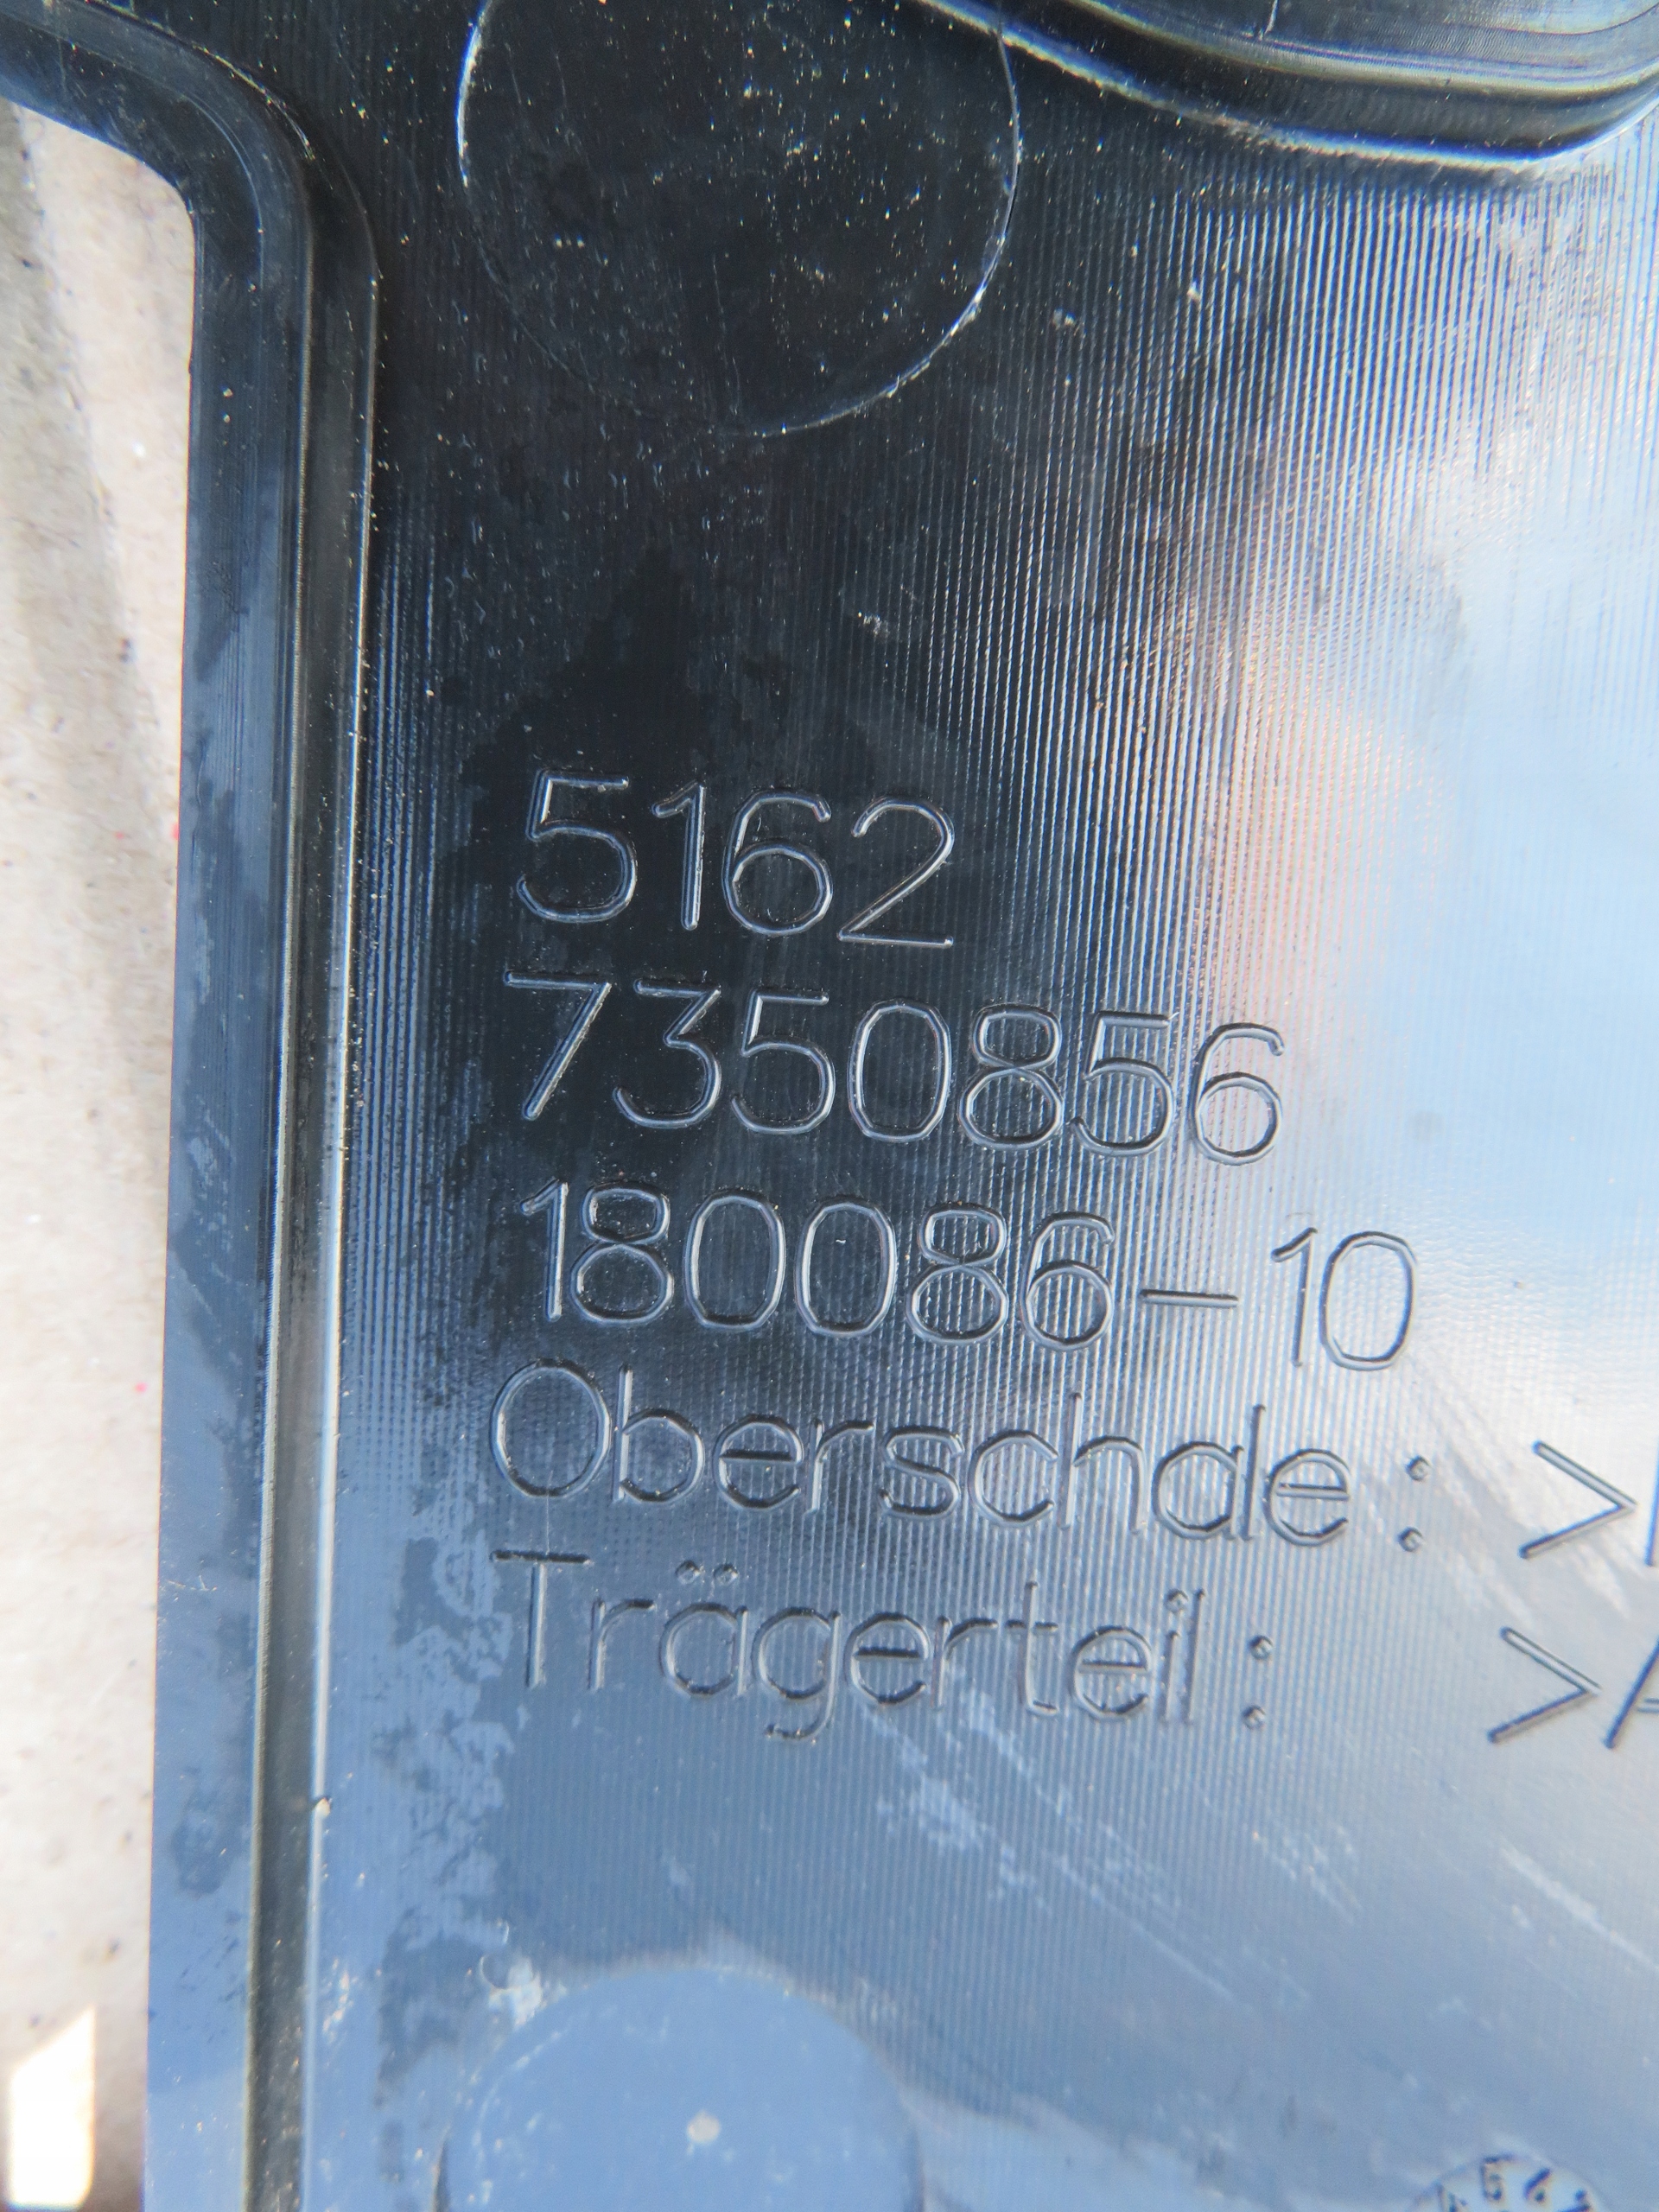 5162
7350856
180086-10
Oberschale: >
Trägerteil: >A